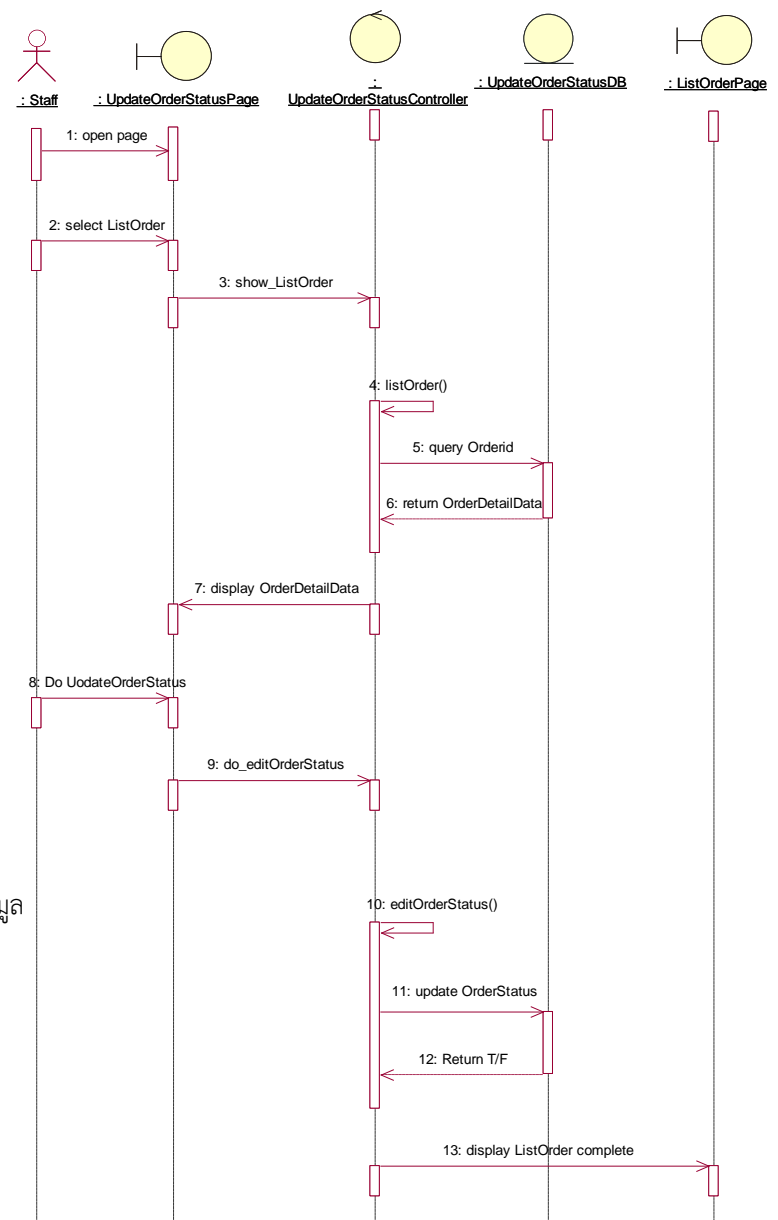 : Staff
: UpdateOrderStatusPage
:
UpdateOrderStatusController
: UpdateOrderStatusDB
: ListOrderPage
1: open page
2: select ListOrder
3: show_ListOrder
4: listOrder()
5: query Orderid
6: return OrderDetailData
7: display OrderDetailData
8: Do UodateOrderStatus
9: do_editOrderStatus
10: editOrderStatus()
11: update OrderStatus
12: Return T/F
13: display ListOrder complete